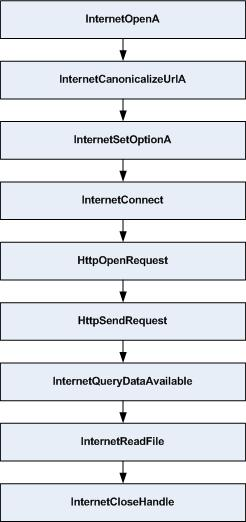 InternetOpenA
InternetCanonicalizeUrlA
InternetSetOptionA
InternetConnect
HttpOpenRequest
HttpSendRequest
InternetQueryDataAvailable
InternetReadFile
InternetCloseHandle